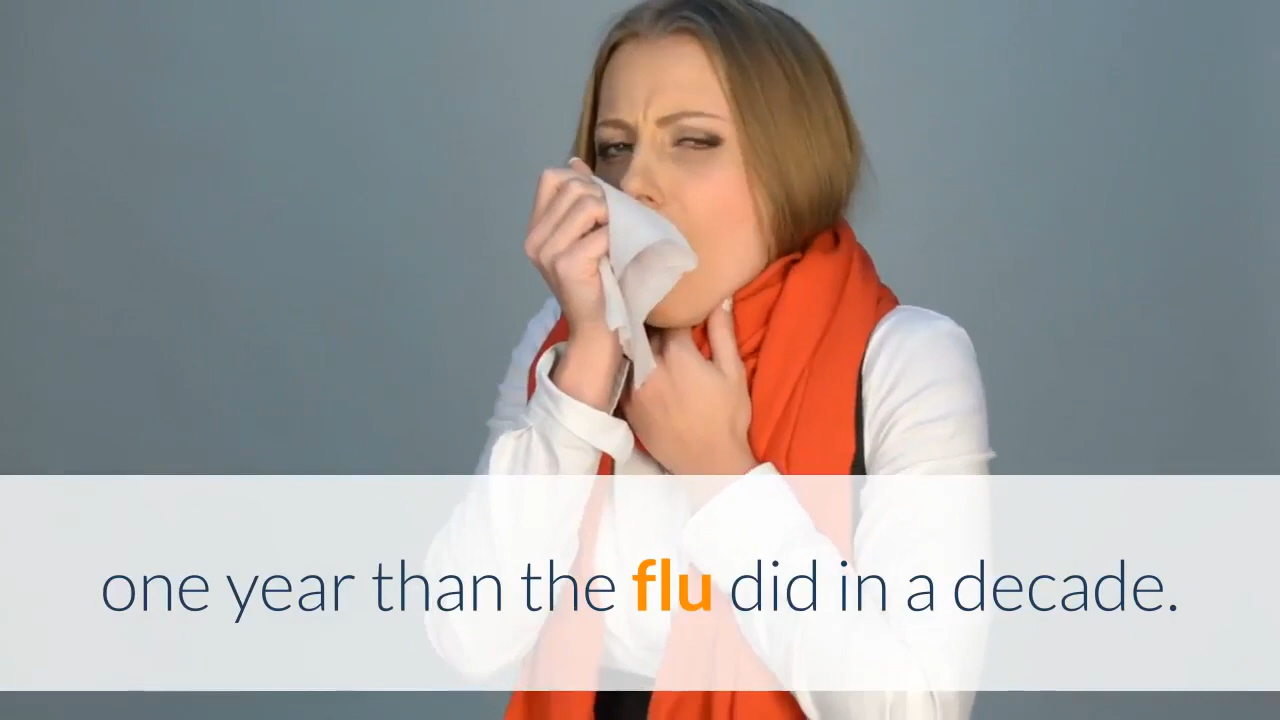 one year than the flu did in a decade.